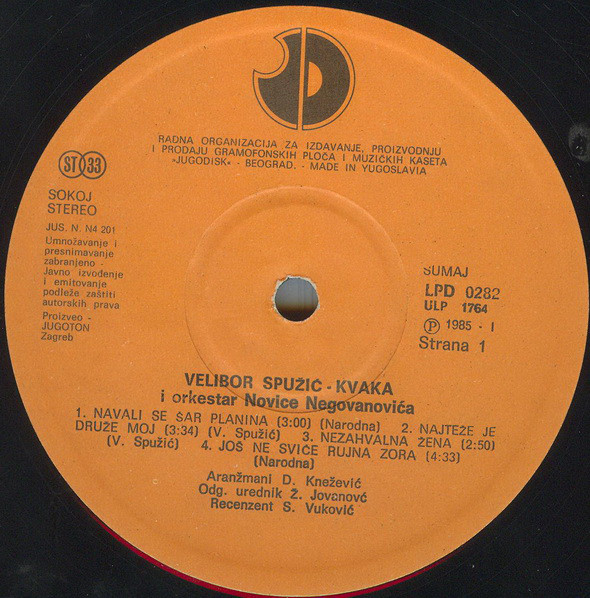 RADNA ORGANIZACIJA ZA IZDAVANJE, PROIZVODNJU
I PRODAJU GRAMOFONSKIH PLOČA I MUZIČKIH KASETA
»JUGODISK« - BEOGRAD. - MADE IN YUGOSLAVIA
ST 33
SOKOJ
STEREO
JUS. N. N4 201
Umnožavanje i
presnimavanje
zabranjeno -
Javno izvođenje
i emitovanje
podleže zaštiti
autorskih prava
Proizveo -
JUGOTON
Zagreb
SUMAJ
LPD 0282
ULP 1764
Ⓟ 1985 - I
Strana 1
VELIBOR SPUŽIĆ - KVAKA
i orkestar Novice Negovanovića
1. NAVALI SE ŠAR PLANINA (3:00) (Narodna) 2. NAJTEŽE JE
DRUŽE MOJ (3:34) (V. Spužić) 3. NEZAHVALNA ŽENA (2:50)
(V. Spužić) 4. JOŠ NE SVIĆE RUJNA ZORA (4:33)
(Narodna)
Aranžmani D. Knežević
Odg. urednik Ž. Jovanovć
Recenzent S. Vuković